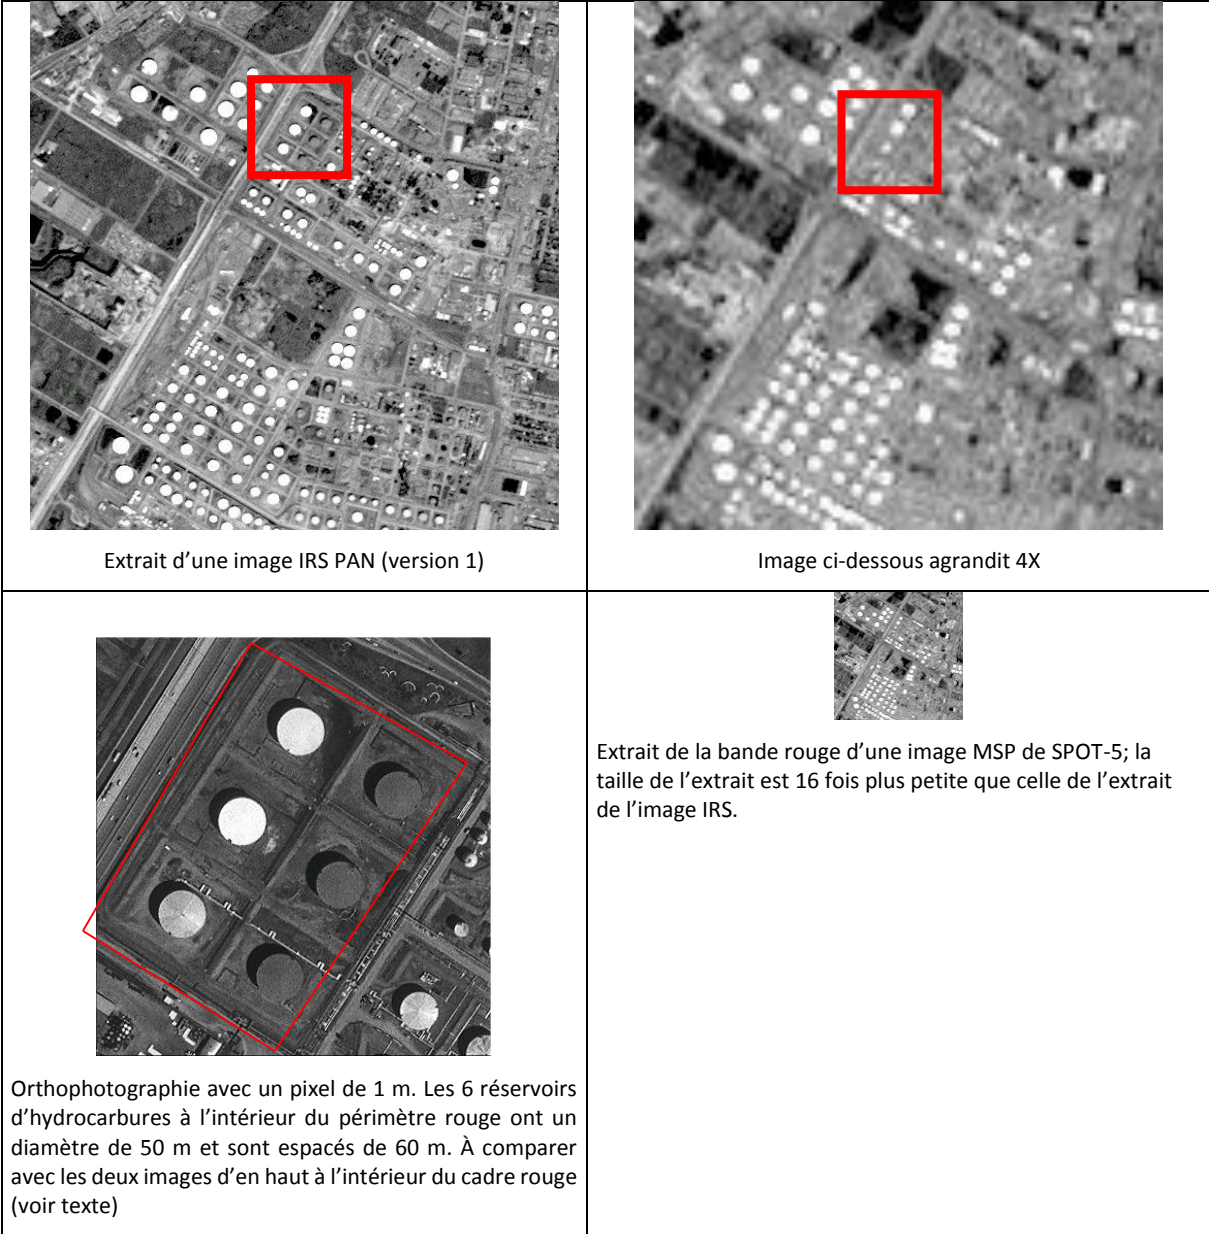 Extrait d'une image IRS PAN (version 1)
Image ci-dessous agrandit 4X
Orthophotographie avec un pixel de 1 m. Les 6 réservoirs
d'hydrocarbures à l'intérieur du périmètre rouge ont un
diamètre de 50 m et sont espacés de 60 m. À comparer
avec les deux images d'en haut à l'intérieur du cadre rouge
(voir texte)
Extrait de la bande rouge d'une image MSP de SPOT-5; la
taille de l'extrait est 16 fois plus petite que celle de l'extrait
de l'image IRS.